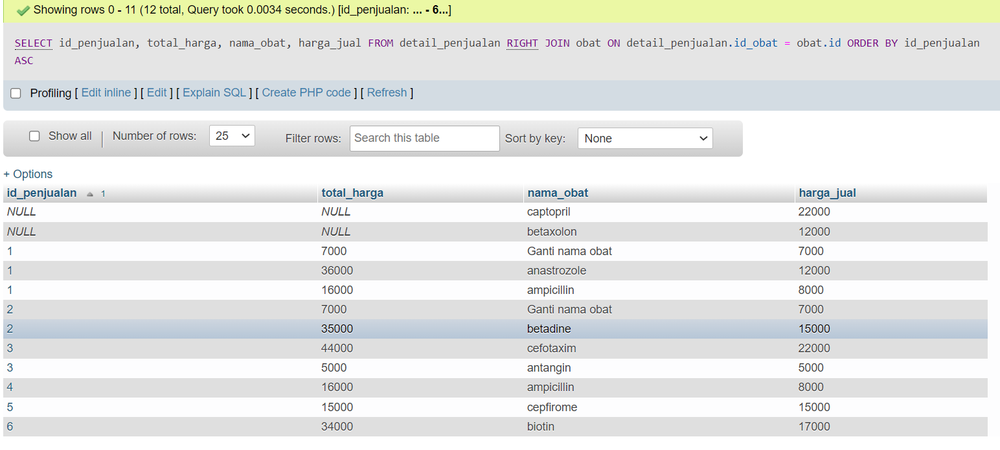 Showing rows 0 - 11 (12 total, Query took 0.0034 seconds.) [id_penjualan: ... - 6...]
SELECT id_penjualan, total_harga, nama_obat, harga_jual FROM detail_penjualan RIGHT JOIN obat ON detail_penjualan.id_obat = obat.id ORDER BY id_penjualan
ASC
Profiling [ Edit inline ] [ Edit ] [ Explain SQL ] [ Create PHP code ] [ Refresh ]
Show all | Number of rows: 25 Filter rows: Search this table Sort by key: None
+ Options
id_penjualan 1 total_harga nama_obat harga_jual
NULL NULL captopril 22000
NULL NULL betaxolon 12000
1 7000 Ganti nama obat 7000
1 36000 anastrozole 12000
1 16000 ampicillin 8000
2 7000 Ganti nama obat 7000
2 35000 betadine 15000
3 44000 cefotaxim 22000
3 5000 antangin 5000
4 16000 ampicillin 8000
5 15000 cepfirome 15000
6 34000 biotin 17000